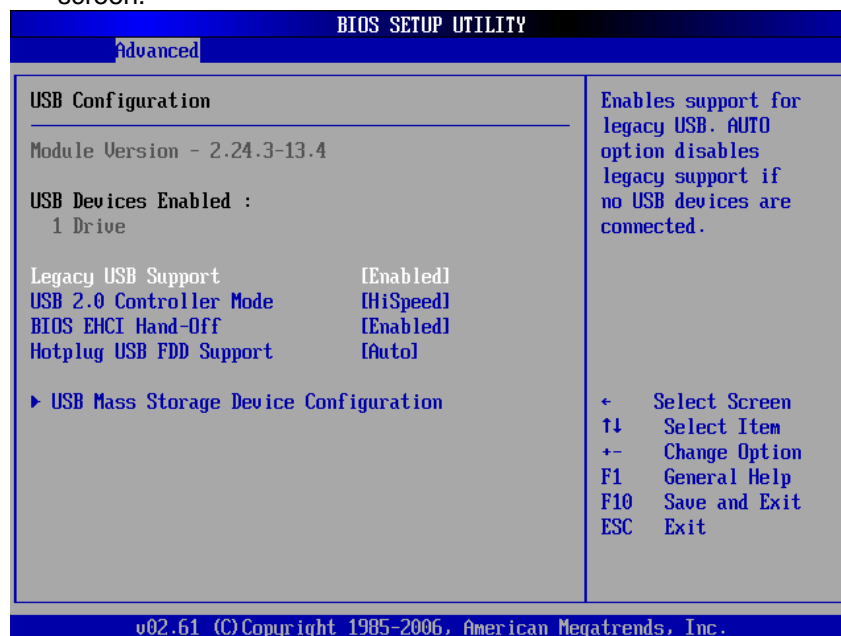 screen.
BIOS SETUP UTILITY
Advanced
USB Configuration
Module Version - 2.24.3-13.4
USB Devices Enabled :
1 Drive
Legacy USB Support [Enabled]
USB 2.0 Controller Mode [HiSpeed]
BIOS EHCI Hand-Off [Enabled]
Hotplug USB FDD Support [Auto]
▶ USB Mass Storage Device Configuration
Enables support for
legacy USB. AUTO
option disables
legacy support if
no USB devices are
connected.
← Select Screen
↑↓ Select Item
+- Change Option
F1 General Help
F10 Save and Exit
ESC Exit
v02.61 (C)Copyright 1985-2006, American Megatrends, Inc.